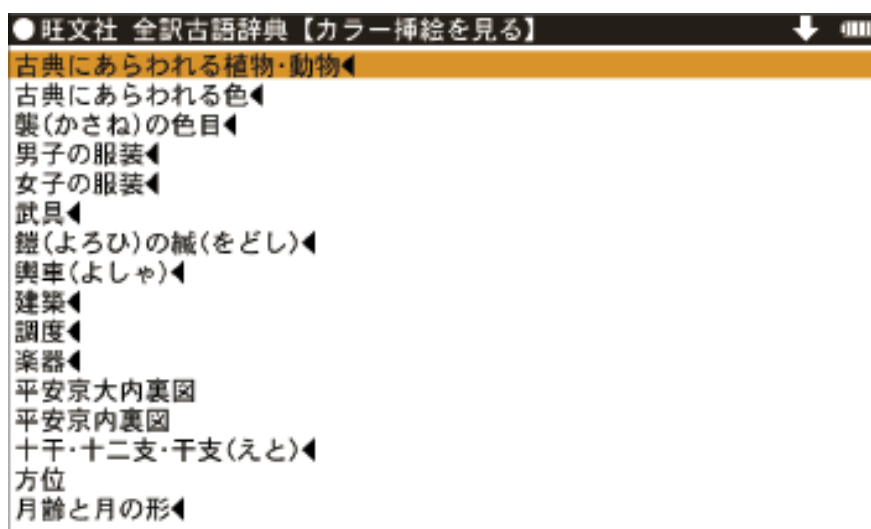 ●旺文社 全訳古語辞典【カラー挿絵を見る】
古典にあらわれる植物・動物◀
古典にあらわれる色◀
襲(かさね)の色目◀
男子の服装◀
女子の服装◀
武具◀
鎧(よろひ)の縅(をどし)◀
輿車(よしゃ)◀
建築◀
調度◀
楽器◀
平安京大内裏図
平安京内裏図
十干・十二支・干支(えと)◀
方位
月齢と月の形◀